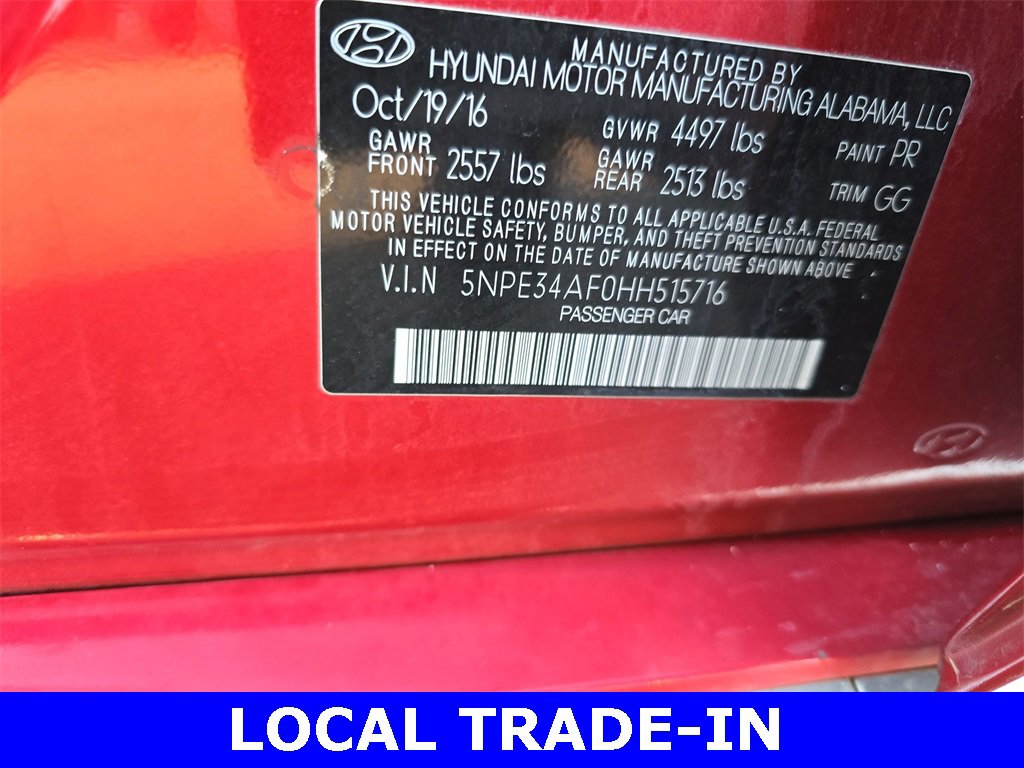 MANUFACTURED BY
HYUNDAI MOTOR MANUFACTURING ALABAMA, LLC
Oct/19/16 GVWR 4497 lbs PAINT PR
GAWR FRONT 2557 lbs GAWR REAR 2513 lbs TRIM GG
THIS VEHICLE CONFORMS TO ALL APPLICABLE U.S.A. FEDERAL
MOTOR VEHICLE SAFETY, BUMPER, AND THEFT PREVENTION STANDARDS
IN EFFECT ON THE DATE OF MANUFACTURE SHOWN ABOVE
V.I.N 5NPE34AF0HH515716
PASSENGER CAR
LOCAL TRADE-IN